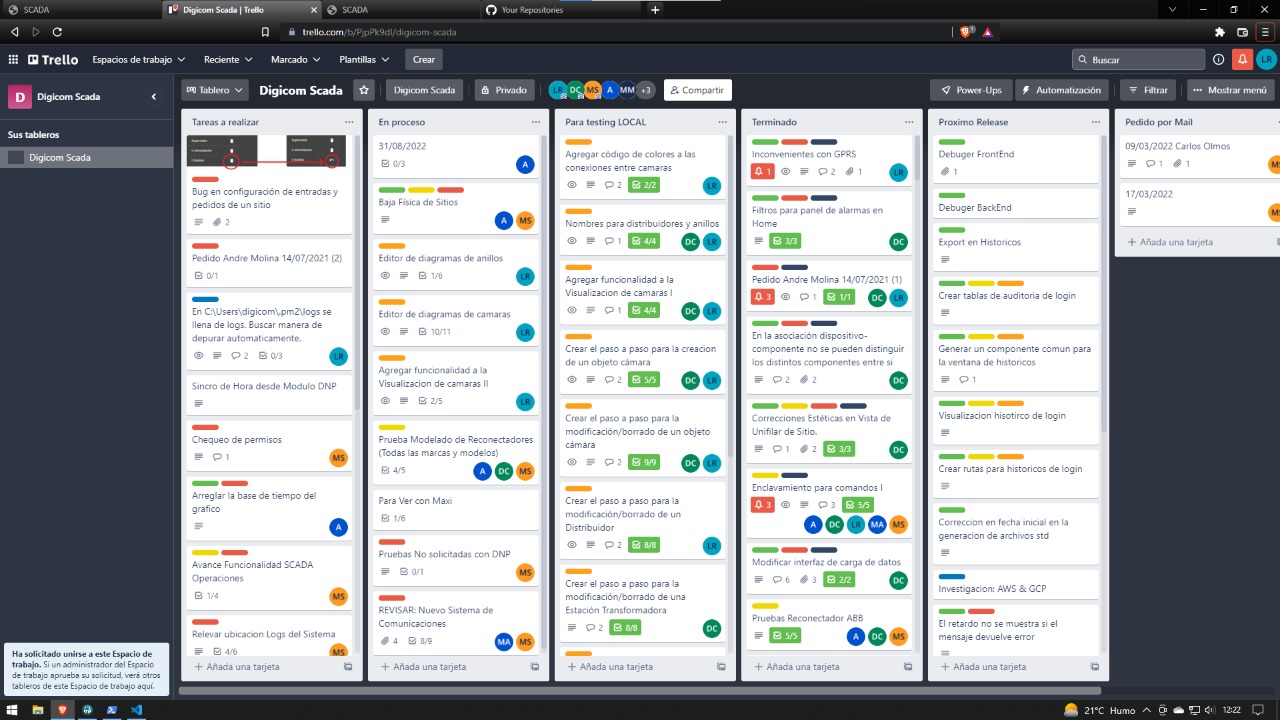 SCADA
Digicom Scada | Trello
SCADA
Your Repositories
trello.com/b/PjpPk9dl/digicom-scada
Trello
Espacios de trabajo
Reciente
Marcado
Plantillas
Crear
Buscar
LR
D
Digicom Scada
Tablero
Digicom Scada
Digicom Scada
Privado
LR
DC
MS
A
MM
+3
Compartir
Power-Ups
Automatización
Filtrar
Mostrar menú
Sus tableros
Digicom Scada
Ha solicitado unirse a este Espacio de
trabajo. Si un administrador del Espacio
de trabajo aprueba su solicitud, verá otros
tableros de este Espacio de trabajo aquí.
Tareas a realizar
Bug en configuración de entradas y
pedidos de un sitio
2
Pedido Andre Molina 14/07/2021 (2)
0/1
En C:\Users\digicom\.pm2\logs se
llena de logs. Buscar manera de
depurar automaticamente.
2
0/3
LR
Sincro de Hora desde Modulo DNP
Chequeo de permisos
1
MS
Arreglar la base de tiempo del
grafico
A
Avance Funcionalidad SCADA
Operaciones
1/4
MS
Relevar ubicacion Logs del Sistema
4/6
MS
Añada una tarjeta
En proceso
31/08/2022
0/3
A
Baja Física de Sitios
A
MS
Editor de diagramas de anillos
1/6
LR
Editor de diagramas de camaras
10/11
LR
Agregar funcionalidad a la
Visualizacion de camaras II
2/5
LR
Prueba Modelado de Reconectadores
(Todas las marcas y modelos)
4/5
A
DC
MS
Para Ver con Maxi
1/6
Pruebas No solicitadas con DNP
0/1
MS
REVISAR: Nuevo Sistema de
Comunicaciones
4
8/9
MA
MS
Añada una tarjeta
Para testing LOCAL
Agregar código de colores a las
conexiones entre camaras
2
2/2
LR
Nombres para distribuidores y anillos
1
4/4
DC
LR
Agregar funcionalidad a la
Visualizacion de camaras I
1
4/4
DC
LR
Crear el paso a paso para la creacion
de un objeto cámara
2
5/5
DC
LR
Crear el paso a paso para la
modificación/borrado de un objeto
cámara
2
9/9
DC
LR
Crear el paso a paso para la
modificación/borrado de un
Distribuidor
2
8/8
LR
Crear el paso a paso para la
modificación/borrado de una
Estación Transformadora
2
8/8
DC
Añada una tarjeta
Terminado
Inconvenientes con GPRS
1
2
1
LR
Filtros para panel de alarmas en
Home
3/3
DC
Pedido Andre Molina 14/07/2021 (1)
3
1
1/1
DC
LR
En la asociación dispositivo-
componente no se pueden distinguir
los distintos componentes entre si
2
2
DC
Correcciones Estéticas en Vista de
Unifilar de Sitio.
1
2
3/3
DC
Enclavamiento para comandos I
3
3
5/5
A
DC
LR
MA
MS
Modificar interfaz de carga de datos
6
3
2/2
DC
Pruebas Reconectador ABB
5/5
A
DC
MS
Añada una tarjeta
Proximo Release
Debuger FrontEnd
1
Debuger BackEnd
Export en Historicos
Crear tablas de auditoría de login
Generar un componente comun para
la ventana de historicos
1
Visualizacion hisotirco de login
Crear rutas para historicos de login
Correccion en fecha inicial en la
generacion de archivos std
Investigacion: AWS & GCP
El retardo no se muestra si el
mensaje devuelve error
Añada una tarjeta
Pedido por Mail
09/03/2022 Carlos Olmos
1
1
MS
17/03/2022
MS
Añada una tarjeta
21°C Humo
12:22